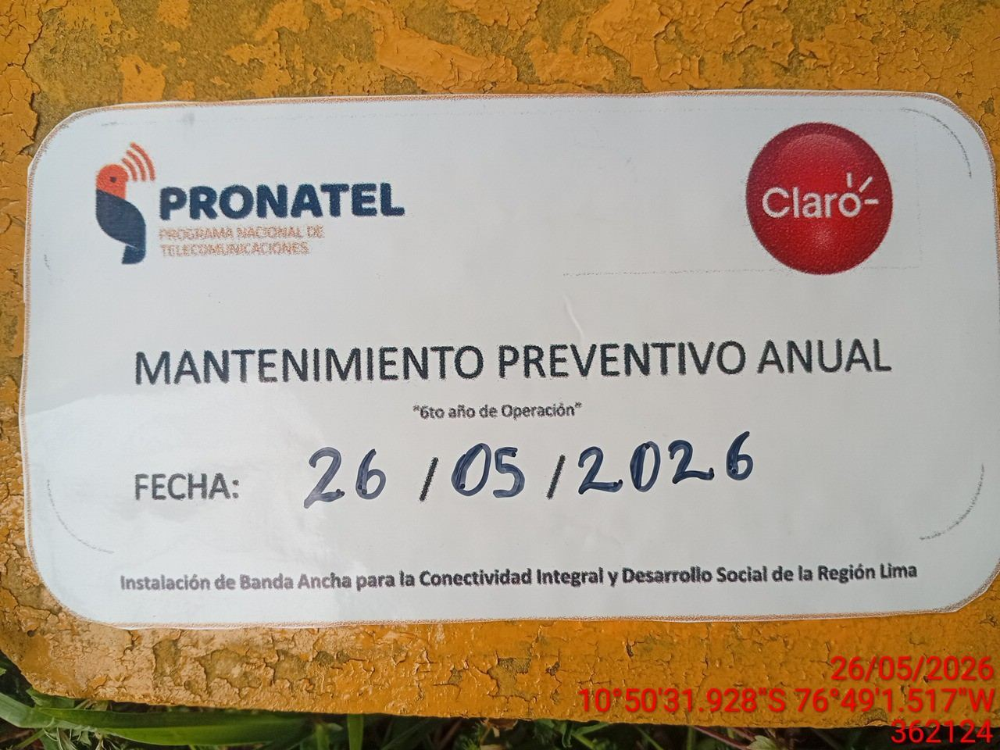 PRONATEL
PROGRAMA NACIONAL DE
TELECOMUNICACIONES
Claro
MANTENIMIENTO PREVENTIVO ANUAL
"6to año de Operación"
FECHA: 26/05/2026
Instalación de Banda Ancha para la Conectividad Integral y Desarrollo Social de la Región Lima
26/05/2026
10°50'31.928"S 76°49'1.517"W
362124